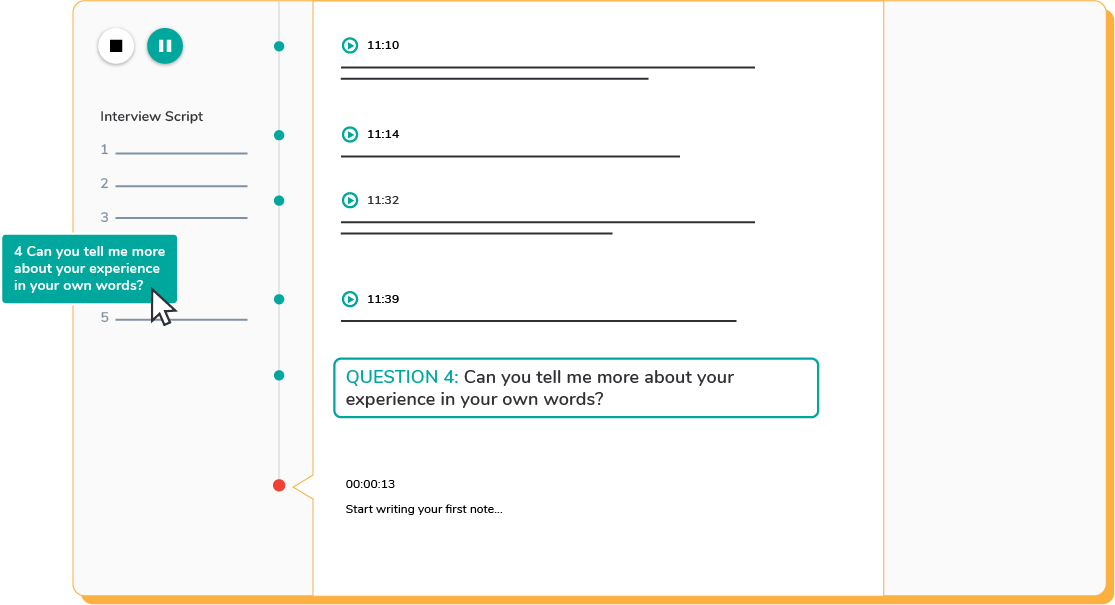 Interview Script
1
2
3
4 Can you tell me more
about your experience
in your own words?
5
11:10
11:14
11:32
11:39
QUESTION 4: Can you tell me more about your
experience in your own words?
00:00:13
Start writing your first note...